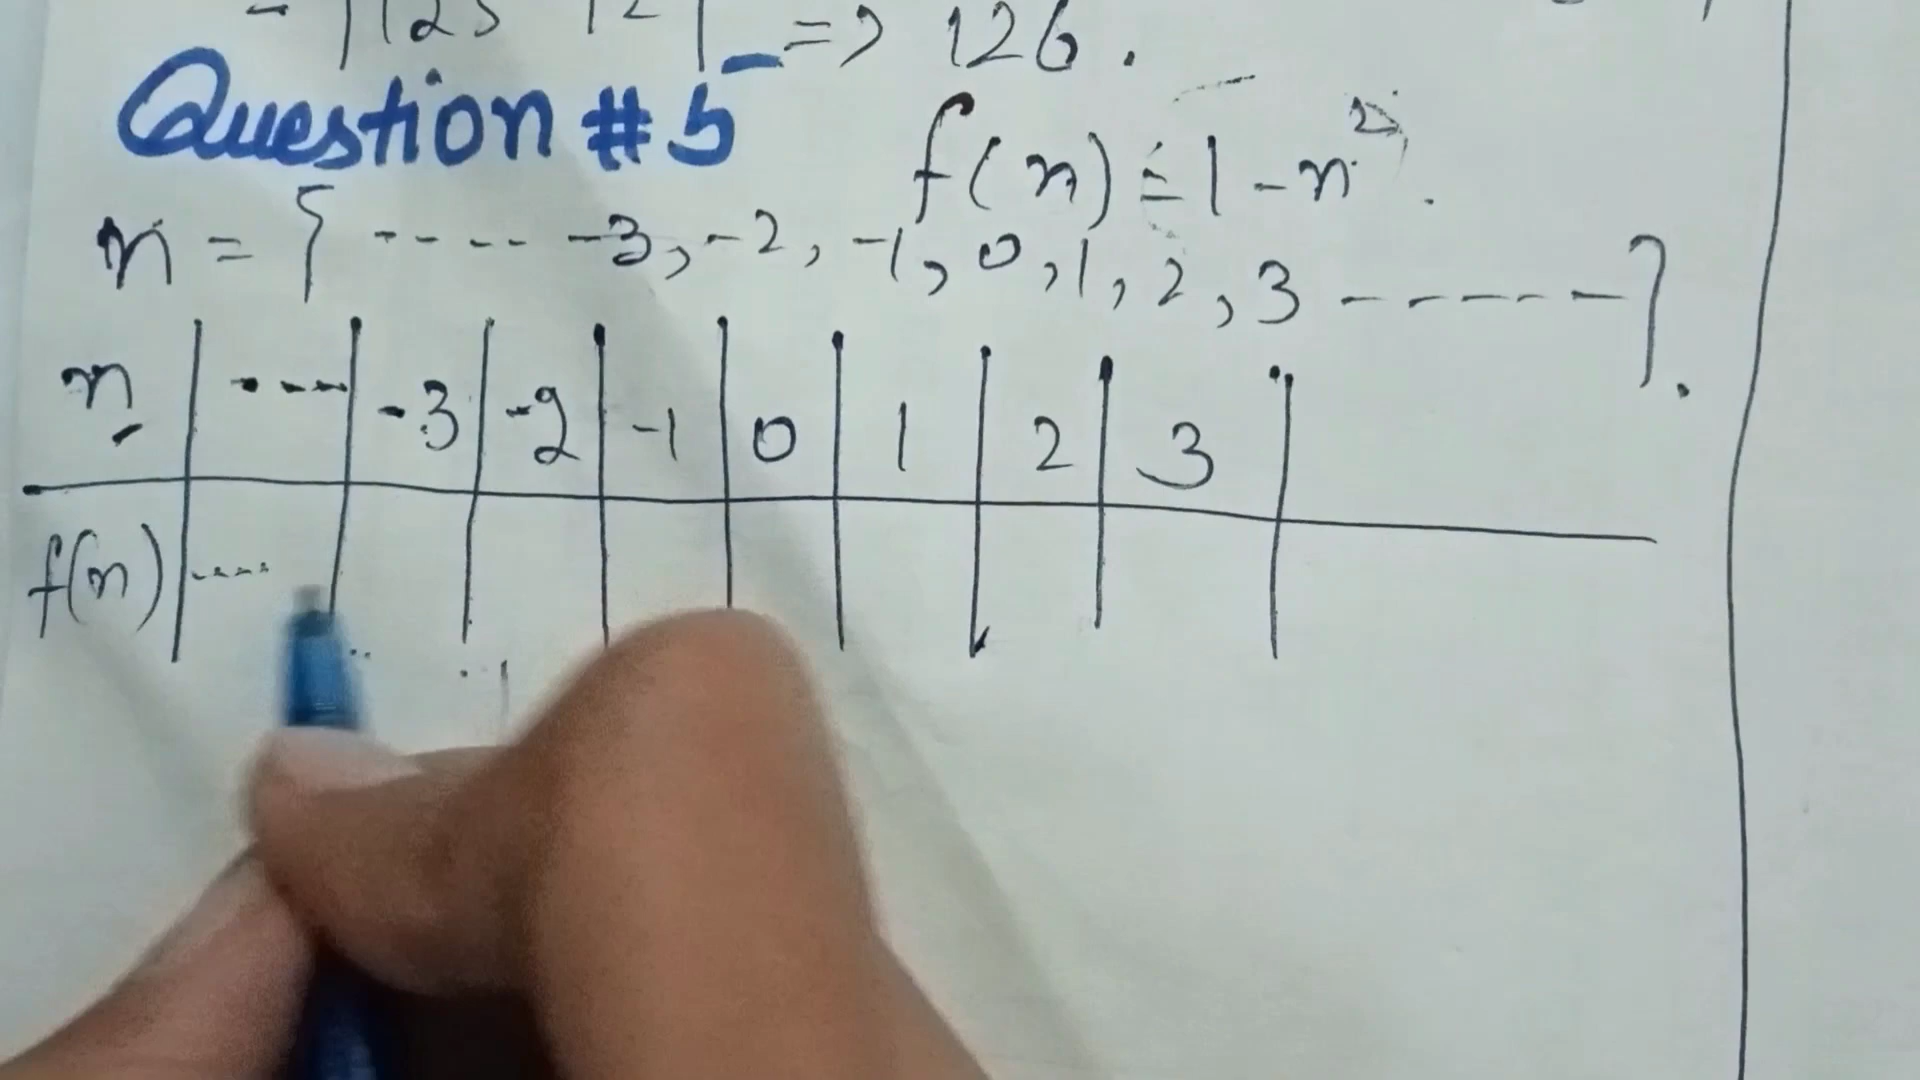 => 126.
Question #5
f(n) = 1 - n².
n = { ---- -3, -2, -1, 0, 1, 2, 3 ----- }.
n ---- -3 -2 -1 0 1 2 3
f(n) ----